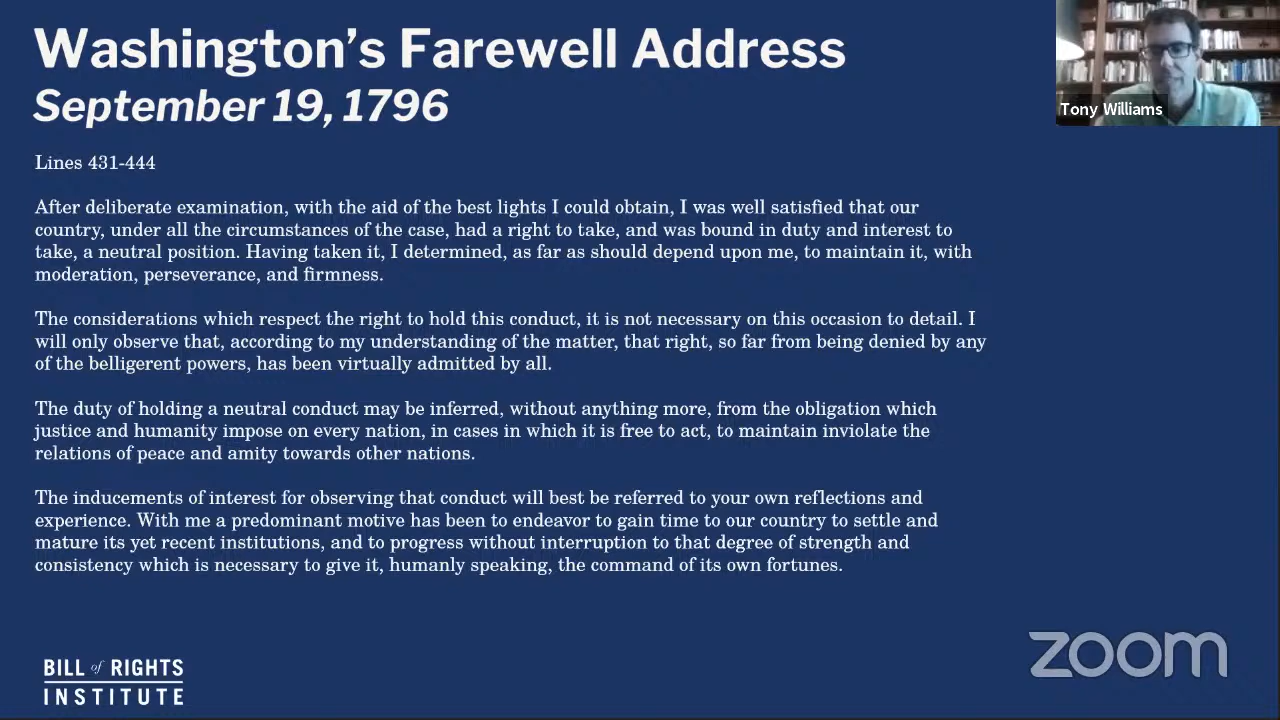 Washington's Farewell Address
September 19, 1796
Tony Williams
Lines 431-444
After deliberate examination, with the aid of the best lights I could obtain, I was well satisfied that our
country, under all the circumstances of the case, had a right to take, and was bound in duty and interest to
take, a neutral position. Having taken it, I determined, as far as should depend upon me, to maintain it, with
moderation, perseverance, and firmness.
The considerations which respect the right to hold this conduct, it is not necessary on this occasion to detail. I
will only observe that, according to my understanding of the matter, that right, so far from being denied by any
of the belligerent powers, has been virtually admitted by all.
The duty of holding a neutral conduct may be inferred, without anything more, from the obligation which
justice and humanity impose on every nation, in cases in which it is free to act, to maintain inviolate the
relations of peace and amity towards other nations.
The inducements of interest for observing that conduct will best be referred to your own reflections and
experience. With me a predominant motive has been to endeavor to gain time to our country to settle and
mature its yet recent institutions, and to progress without interruption to that degree of strength and
consistency which is necessary to give it, humanly speaking, the command of its own fortunes.
BILL of RIGHTS
INSTITUTE
zoom